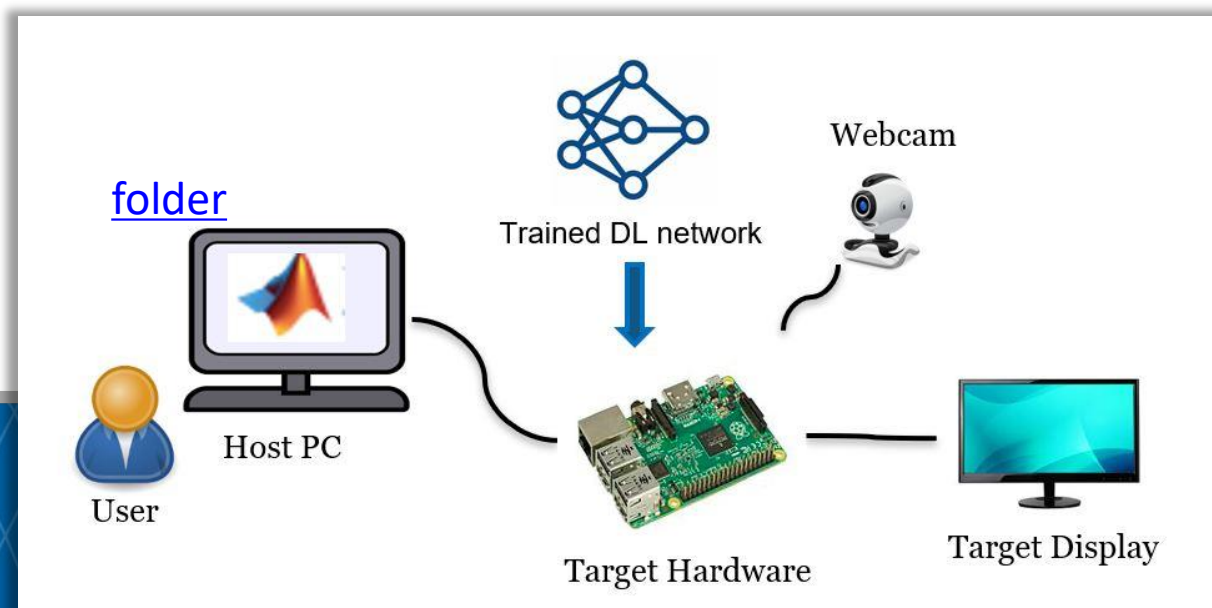 folder
Trained DL network
Webcam
Host PC
User
Target Hardware
Target Display